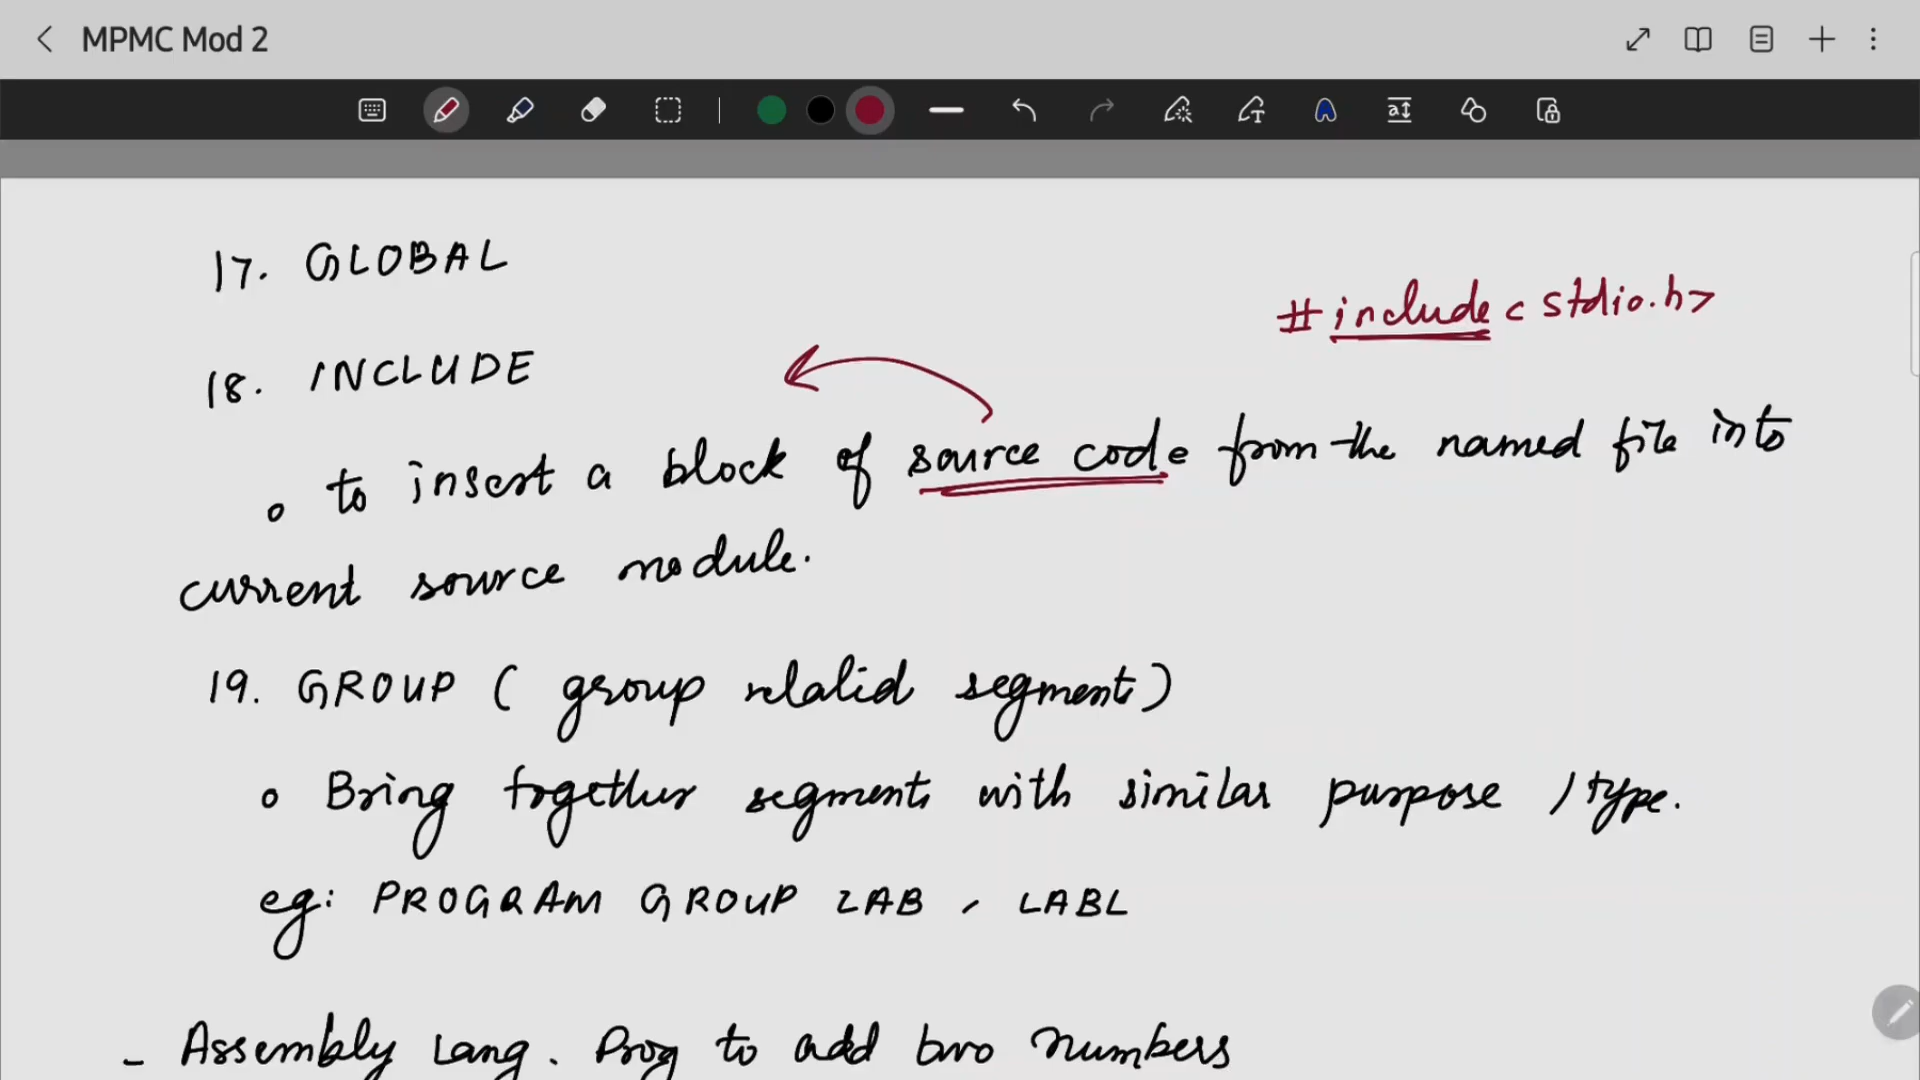 MPMC Mod 2
17. GLOBAL
#include < stdio.h>
18. INCLUDE
o to insert a block of source code from the named file into
current source module.
19. GROUP ( group related segment )
o Bring together segments with similar purpose / type.
eg: PROGRAM GROUP LAB , LABL
- Assembly Lang. Prog to add two numbers